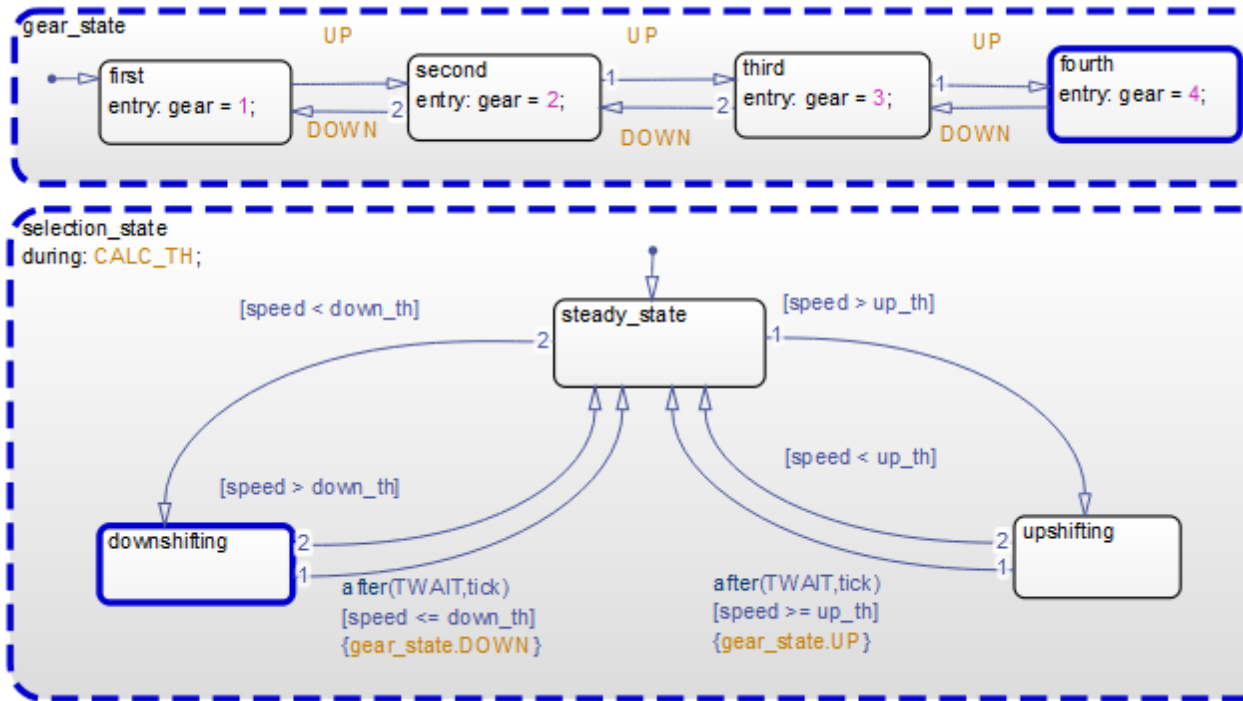 gear_state
UP
UP
UP
first
entry: gear = 1;
second
entry: gear = 2;
third
entry: gear = 3;
fourth
entry: gear = 4;
1
1
2
2
DOWN
DOWN
DOWN
selection_state
during: CALC_TH;
[speed < down_th]
steady_state
[speed > up_th]
2
1
[speed > down_th]
[speed < up_th]
downshifting
2
1
upshifting
2
1
after(TWAIT,tick)
[speed <= down_th]
{gear_state.DOWN}
after(TWAIT,tick)
[speed >= up_th]
{gear_state.UP}